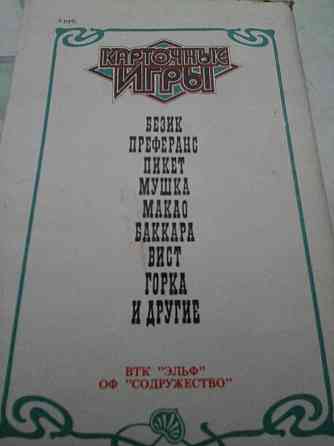 КАРТОЧНЫЕ
ИГРЫ
БЕЗИК
ПРЕФЕРАНС
ПИКЕТ
МУШКА
МАКАО
БАККАРА
ВИСТ
ГОРКА
И ДРУГИЕ
ВТК "ЭЛЬФ"
ОФ "СОДРУЖЕСТВО"